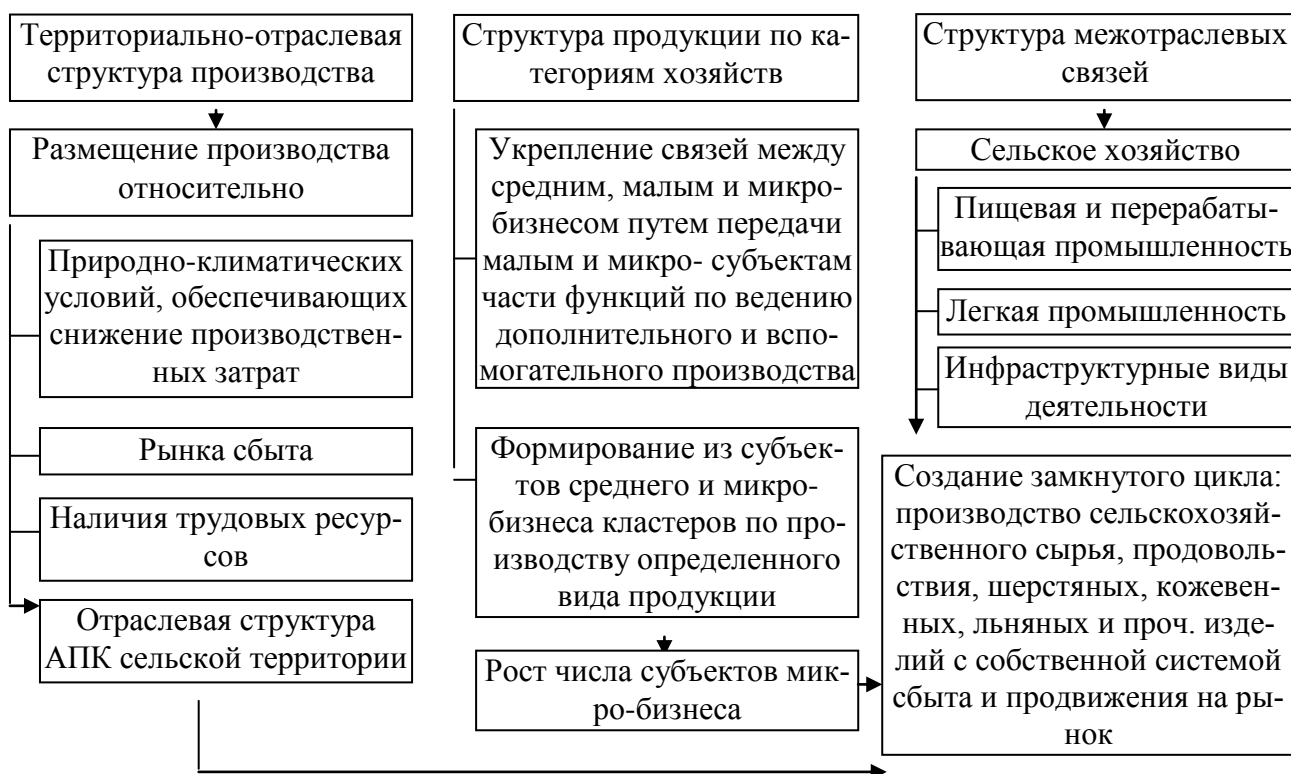 Территориально-отраслевая
структура производства
Размещение производства
относительно
Природно-климатических
условий, обеспечивающих
снижение производствен-
ных затрат
Рынка сбыта
Наличия трудовых ресур-
сов
Отраслевая структура
АПК сельской территории
Структура продукции по ка-
тегориям хозяйств
Укрепление связей между
средним, малым и микро-
бизнесом путем передачи
малым и микро- субъектам
части функций по ведению
дополнительного и вспо-
могательного производства
Формирование из субъек-
тов среднего и микро-
бизнеса кластеров по про-
изводству определенного
вида продукции
Рост числа субъектов мик-
ро-бизнеса
Структура межотраслевых
связей
Сельское хозяйство
Пищевая и перерабаты-
вающая промышленность
Легкая промышленность
Инфраструктурные виды
деятельности
Создание замкнутого цикла:
производство сельскохозяй-
ственного сырья, продоволь-
ствия, шерстяных, кожевен-
ных, льняных и проч. изде-
лий с собственной системой
сбыта и продвижения на ры-
нок